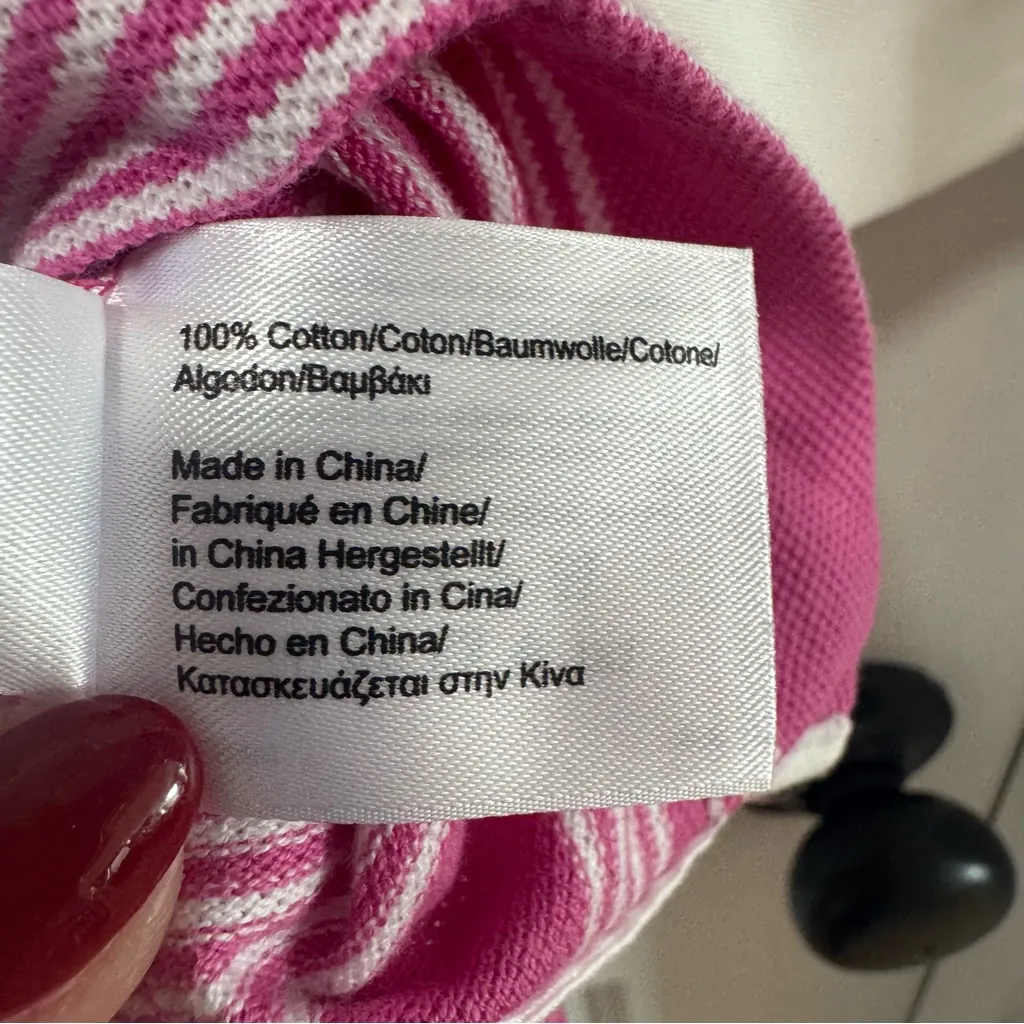 100% Cotton/Coton/Baumwolle/Cotone/
Algodon/Βαμβάκι
Made in China/
Fabriqué en Chine/
in China Hergestellt/
Confezionato in Cina/
Hecho en China/
Κατασκευάζεται στην Κίνα